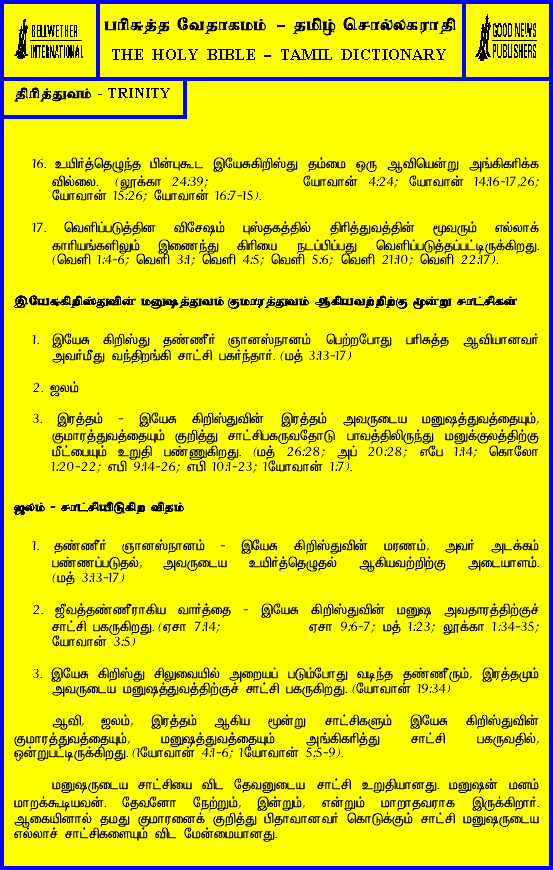 BELLWETHER
INTERNATIONAL
பரிசுத்த வேதாகமம் – தமிழ் சொல்லகராதி
THE HOLY BIBLE – TAMIL DICTIONARY
GOOD NEWS
PUBLISHERS
திரித்துவம் - TRINITY
16. உயிர்த்தெழுந்த பின்புகூட இயேசுகிறிஸ்து தம்மை ஒரு ஆவியென்று அங்கிகரிக்க
வில்லை. (லூக்கா 24:39; யோவான் 4:24; யோவான் 14:16-17,26;
யோவான் 15:26; யோவான் 16:7-15).
17. வெளிப்படுத்தின விசேஷம் புஸ்தகத்தில் திரித்துவத்தின் மூவரும் எல்லாக்
காரியங்களிலும் இணைந்து கிரியை நடப்பிப்பது வெளிப்படுத்தப்பட்டிருக்கிறது.
(வெளி 1:4-6; வெளி 3:1; வெளி 4:5; வெளி 5:6; வெளி 21:10; வெளி 22:17).
இயேசுகிறிஸ்துவின் மனுஷத்துவம் குமாரத்துவம் ஆகியவற்றிற்கு மூன்று சாட்சிகள்
1. இயேசு கிறிஸ்து தண்ணீர் ஞானஸ்நானம் பெற்றபோது பரிசுத்த ஆவியானவர்
அவர்மீது வந்திறங்கி சாட்சி பகர்ந்தார். (மத் 3:13-17)
2. ஜலம்
3. இரத்தம் - இயேசு கிறிஸ்துவின் இரத்தம் அவருடைய மனுஷத்துவத்தையும்,
குமாரத்துவத்தையும் குறித்து சாட்சிபகருவதோடு பாவத்திலிருந்து மனுக்குலத்திற்கு
மீட்பையும் உறுதி பண்ணுகிறது. (மத் 26:28; அப் 20:28; எபே 1:14; கொலோ
1:20-22; எபி 9:14-26; எபி 10:1-23; 1யோவான் 1:7).
ஜலம் - சாட்சியிடுகிற விதம்
1. தண்ணீர் ஞானஸ்நானம் - இயேசு கிறிஸ்துவின் மரணம், அவர் அடக்கம்
பண்ணப்படுதல், அவருடைய உயிர்த்தெழுதல் ஆகியவற்றிற்கு அடையாளம்.
(மத் 3:13-17)
2. ஜீவத்தண்ணீராகிய வார்த்தை - இயேசு கிறிஸ்துவின் மனுஷ அவதாரத்திற்குச்
சாட்சி பகருகிறது. (ஏசா 7:14; ஏசா 9:6-7; மத் 1:23; லூக்கா 1:34-35;
யோவான் 3:5)
3. இயேசு கிறிஸ்து சிலுவையில் அறையப் படும்போது வடிந்த தண்ணீரும், இரத்தமும்
அவருடைய மனுஷத்துவத்திற்குச் சாட்சி பகருகிறது. (யோவான் 19:34)
ஆவி, ஜலம், இரத்தம் ஆகிய மூன்று சாட்சிகளும் இயேசு கிறிஸ்துவின்
குமாரத்துவத்தையும், மனுஷத்துவத்தையும் அங்கிகரித்து சாட்சி பகருவதில்,
ஒன்றுபட்டிருக்கிறது. (1யோவான் 4:1-6; 1யோவான் 5:5-9).
மனுஷருடைய சாட்சியை விட தேவனுடைய சாட்சி உறுதியானது. மனுஷன் மனம்
மாறக்கூடியவன். தேவனோ நேற்றும், இன்றும், என்றும் மாறாதவராக இருக்கிறார்.
ஆகையினால் தமது குமாரனைக் குறித்து பிதாவானவர் கொடுக்கும் சாட்சி மனுஷருடைய
எல்லாச் சாட்சிகளையும் விட மேன்மையானது.